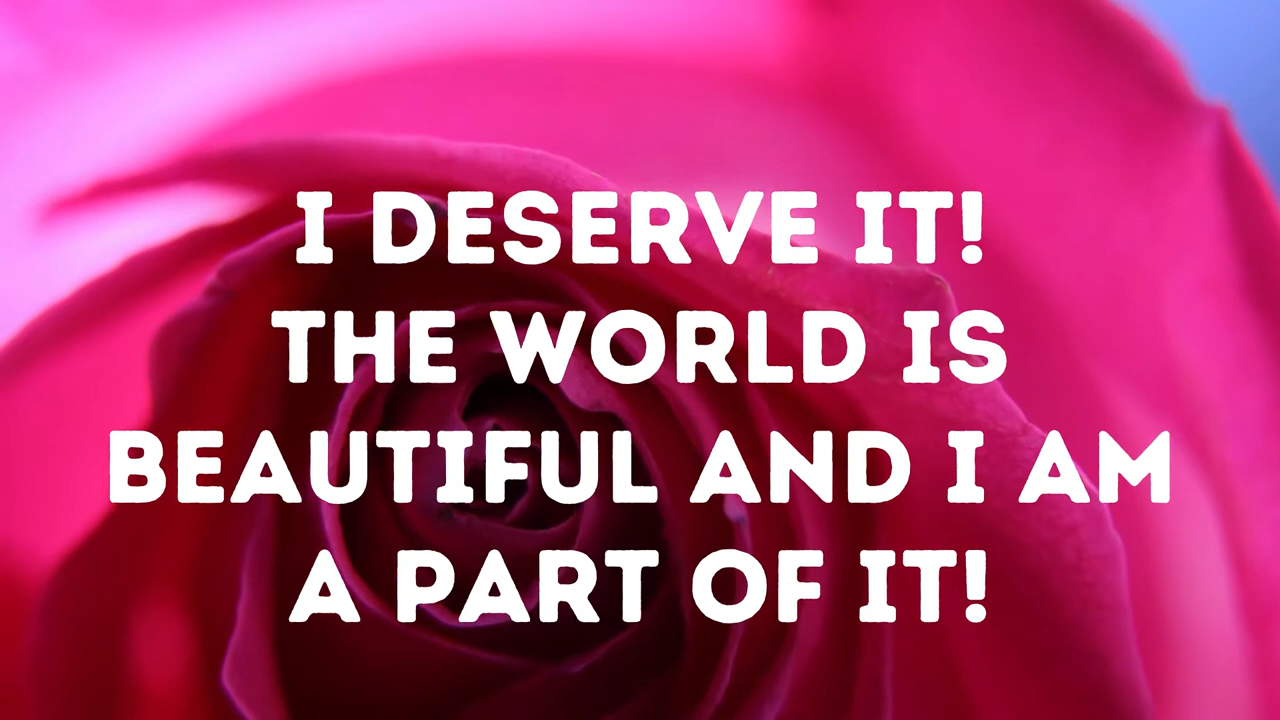 I DESERVE IT!
THE WORLD IS
BEAUTIFUL AND I AM
A PART OF IT!